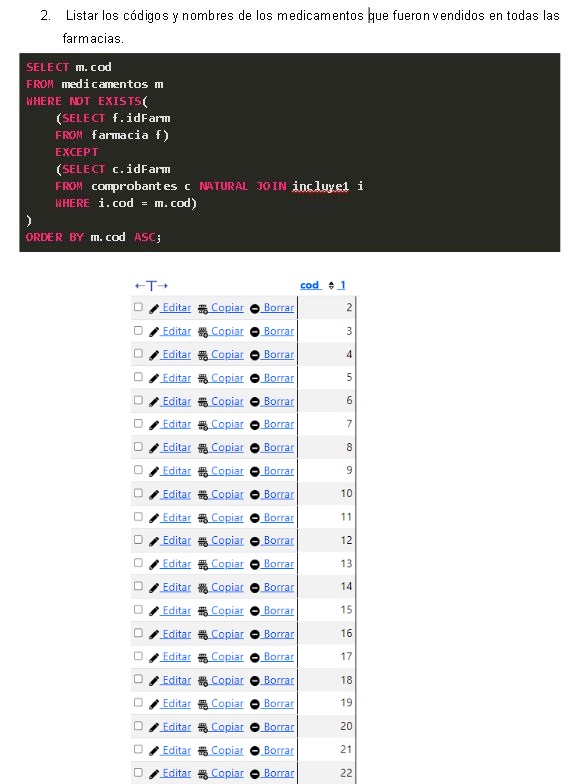 2. Listar los códigos y nombres de los medicamentos que fueron vendidos en todas las
farmacias.
SELECT m.cod
FROM medicamentos m
WHERE NOT EXISTS(
(SELECT f.idFarm
FROM farmacia f)
EXCEPT
(SELECT c.idFarm
FROM comprobantes c NATURAL JOIN incluye1 i
WHERE i.cod = m.cod)
)
ORDER BY m.cod ASC;
←T→ cod 1
Editar Copiar Borrar 2
Editar Copiar Borrar 3
Editar Copiar Borrar 4
Editar Copiar Borrar 5
Editar Copiar Borrar 6
Editar Copiar Borrar 7
Editar Copiar Borrar 8
Editar Copiar Borrar 9
Editar Copiar Borrar 10
Editar Copiar Borrar 11
Editar Copiar Borrar 12
Editar Copiar Borrar 13
Editar Copiar Borrar 14
Editar Copiar Borrar 15
Editar Copiar Borrar 16
Editar Copiar Borrar 17
Editar Copiar Borrar 18
Editar Copiar Borrar 19
Editar Copiar Borrar 20
Editar Copiar Borrar 21
Editar Copiar Borrar 22